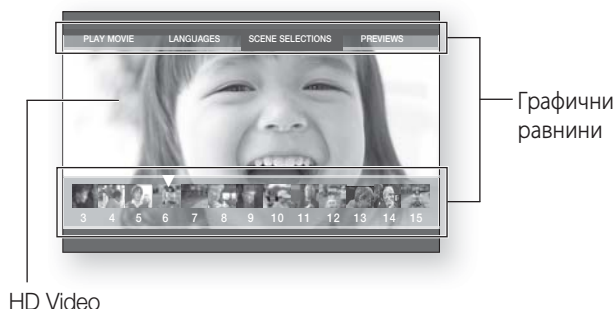 PLAY MOVIE LANGUAGES SCENE SELECTIONS PREVIEWS
Графични
равнини
3 4 5 6 7 8 9 10 11 12 13 14 15
HD Video